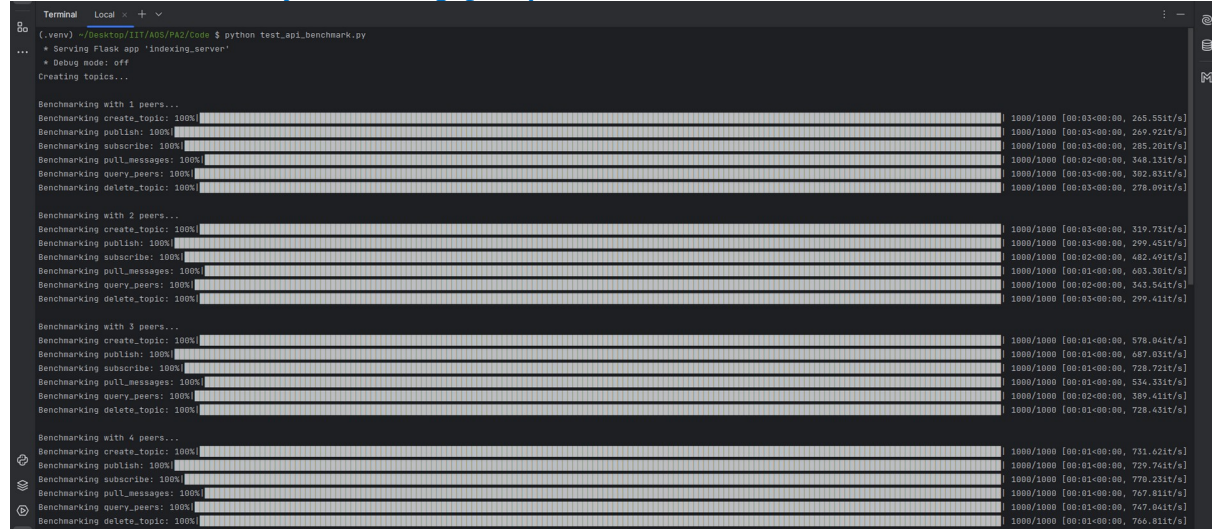 Terminal Local × + ∨
(.venv) ~/Desktop/IIT/AOS/PA2/Code $ python test_api_benchmark.py
* Serving Flask app 'indexing_server'
* Debug mode: off
Creating topics...
Benchmarking with 1 peers...
Benchmarking create_topic: 100%| | 1000/1000 [00:03<00:00, 265.55it/s]
Benchmarking publish: 100%| | 1000/1000 [00:03<00:00, 269.92it/s]
Benchmarking subscribe: 100%| | 1000/1000 [00:03<00:00, 285.20it/s]
Benchmarking pull_messages: 100%| | 1000/1000 [00:02<00:00, 348.13it/s]
Benchmarking query_peers: 100%| | 1000/1000 [00:03<00:00, 302.83it/s]
Benchmarking delete_topic: 100%| | 1000/1000 [00:03<00:00, 278.09it/s]
Benchmarking with 2 peers...
Benchmarking create_topic: 100%| | 1000/1000 [00:03<00:00, 319.73it/s]
Benchmarking publish: 100%| | 1000/1000 [00:03<00:00, 299.45it/s]
Benchmarking subscribe: 100%| | 1000/1000 [00:02<00:00, 482.49it/s]
Benchmarking pull_messages: 100%| | 1000/1000 [00:01<00:00, 603.30it/s]
Benchmarking query_peers: 100%| | 1000/1000 [00:02<00:00, 343.54it/s]
Benchmarking delete_topic: 100%| | 1000/1000 [00:03<00:00, 299.41it/s]
Benchmarking with 3 peers...
Benchmarking create_topic: 100%| | 1000/1000 [00:01<00:00, 578.04it/s]
Benchmarking publish: 100%| | 1000/1000 [00:01<00:00, 687.03it/s]
Benchmarking subscribe: 100%| | 1000/1000 [00:01<00:00, 728.72it/s]
Benchmarking pull_messages: 100%| | 1000/1000 [00:01<00:00, 534.33it/s]
Benchmarking query_peers: 100%| | 1000/1000 [00:02<00:00, 389.41it/s]
Benchmarking delete_topic: 100%| | 1000/1000 [00:01<00:00, 728.43it/s]
Benchmarking with 4 peers...
Benchmarking create_topic: 100%| | 1000/1000 [00:01<00:00, 731.62it/s]
Benchmarking publish: 100%| | 1000/1000 [00:01<00:00, 729.74it/s]
Benchmarking subscribe: 100%| | 1000/1000 [00:01<00:00, 770.23it/s]
Benchmarking pull_messages: 100%| | 1000/1000 [00:01<00:00, 767.81it/s]
Benchmarking query_peers: 100%| | 1000/1000 [00:01<00:00, 747.04it/s]
Benchmarking delete_topic: 100%| | 1000/1000 [00:01<00:00, 766.81it/s]